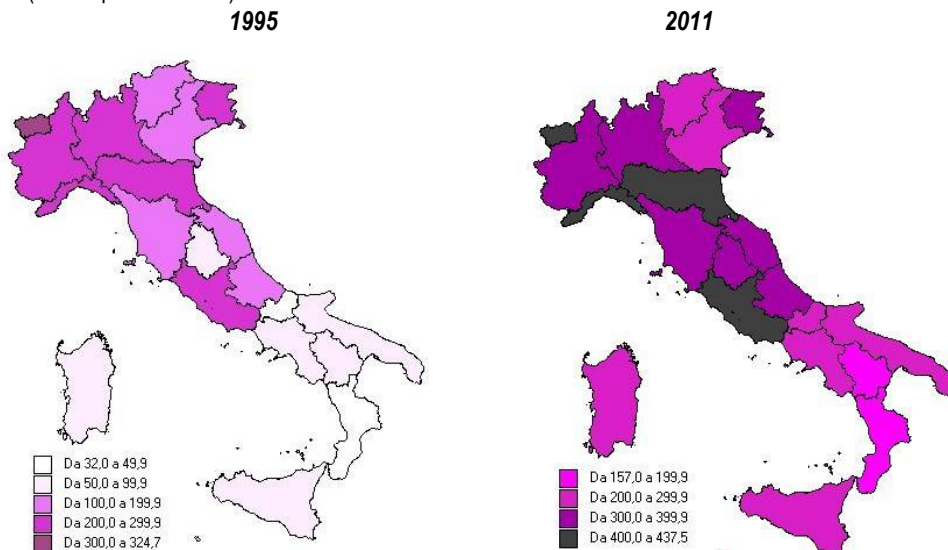 1995
2011
Da 32,0 a 49,9
Da 50,0 a 99,9
Da 100,0 a 199,9
Da 200,0 a 299,9
Da 300,0 a 324,7
Da 157,0 a 199,9
Da 200,0 a 299,9
Da 300,0 a 399,9
Da 400,0 a 437,5